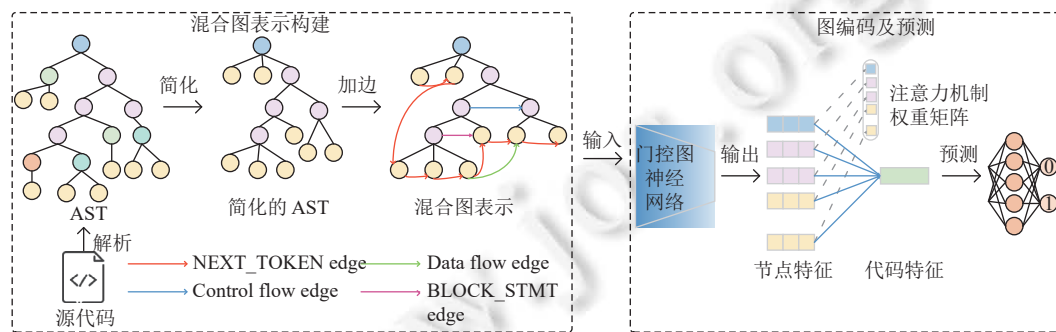 混合图表示构建
简化
加边
AST
简化的 AST
混合图表示
解析
</>
源代码
NEXT_TOKEN edge
Data flow edge
Control flow edge
BLOCK_STMT
edge
输入
图编码及预测
门控图
神经
网络
输出
注意力机制
权重矩阵
预测
0
1
节点特征
代码特征